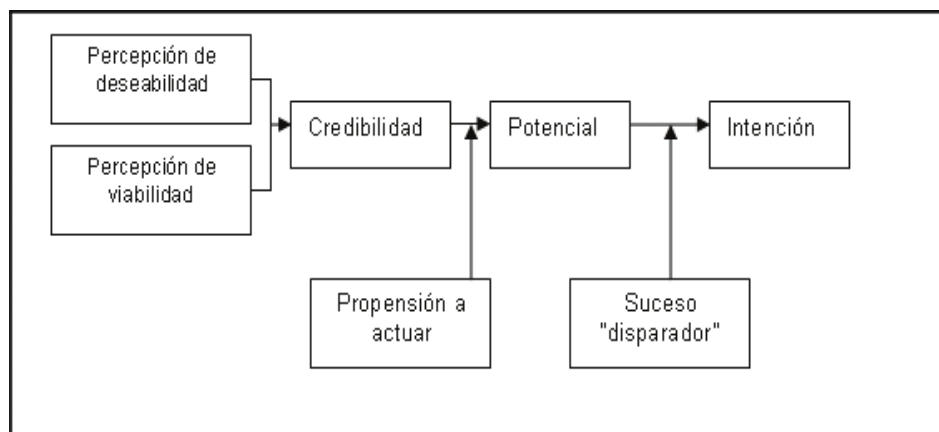 Percepción de
deseabilidad
Percepción de
viabilidad
Credibilidad
Potencial
Intención
Propensión a
actuar
Suceso
"disparador"